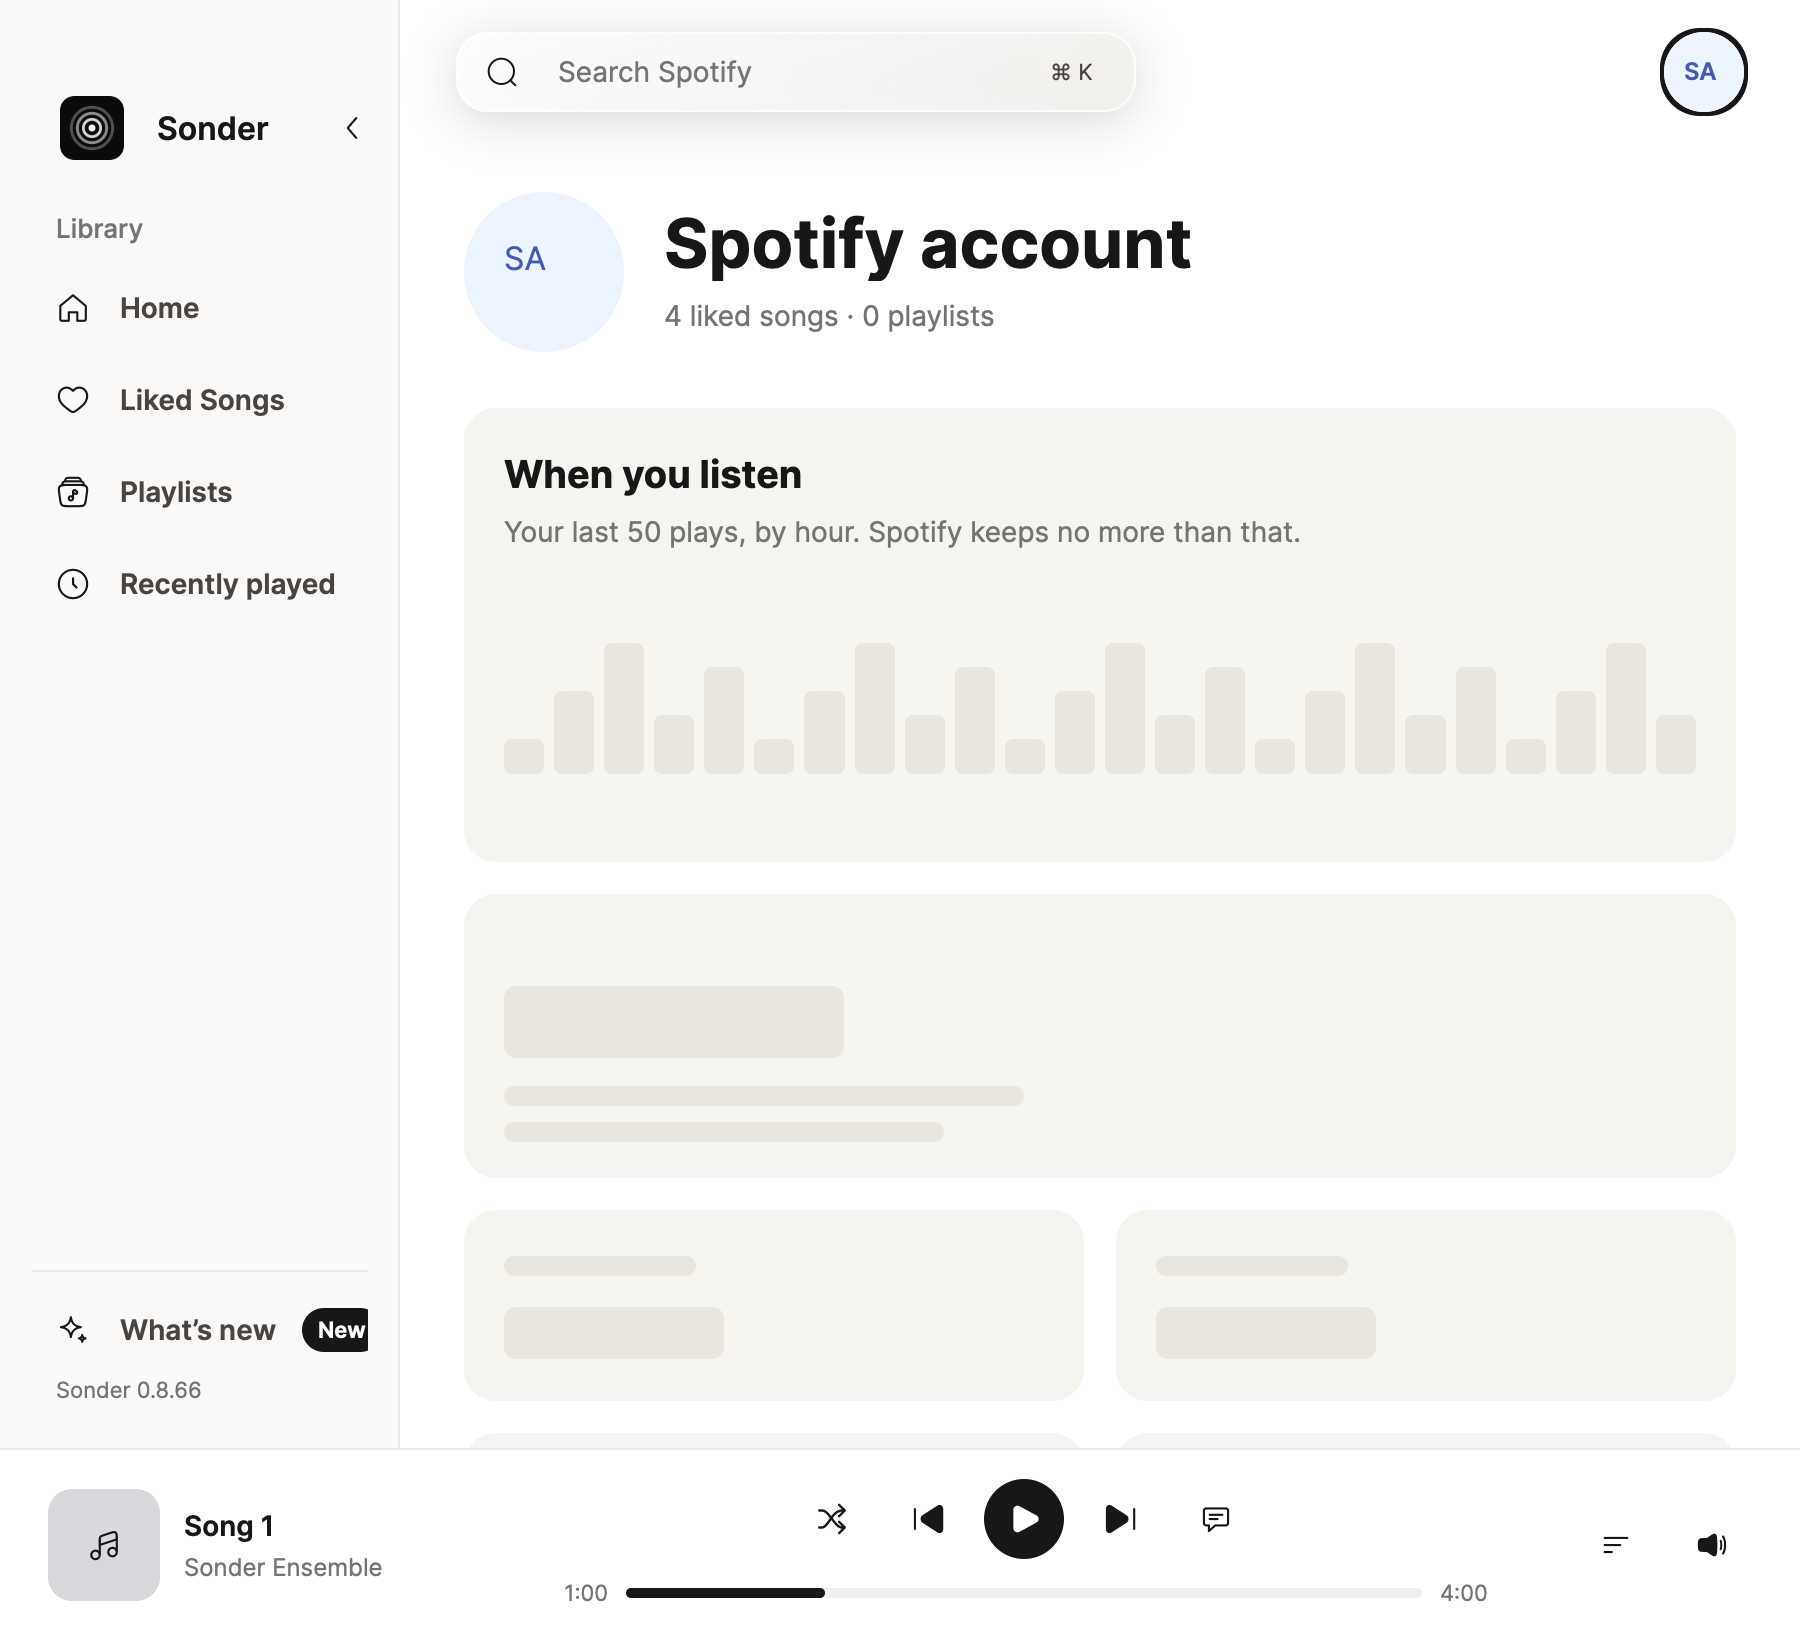 Search Spotify
⌘ K
SA
Sonder
Library
Home
Liked Songs
Playlists
Recently played
SA
Spotify account
4 liked songs · 0 playlists
When you listen
Your last 50 plays, by hour. Spotify keeps no more than that.
What’s new
New
Sonder 0.8.66
Song 1
Sonder Ensemble
1:00
4:00